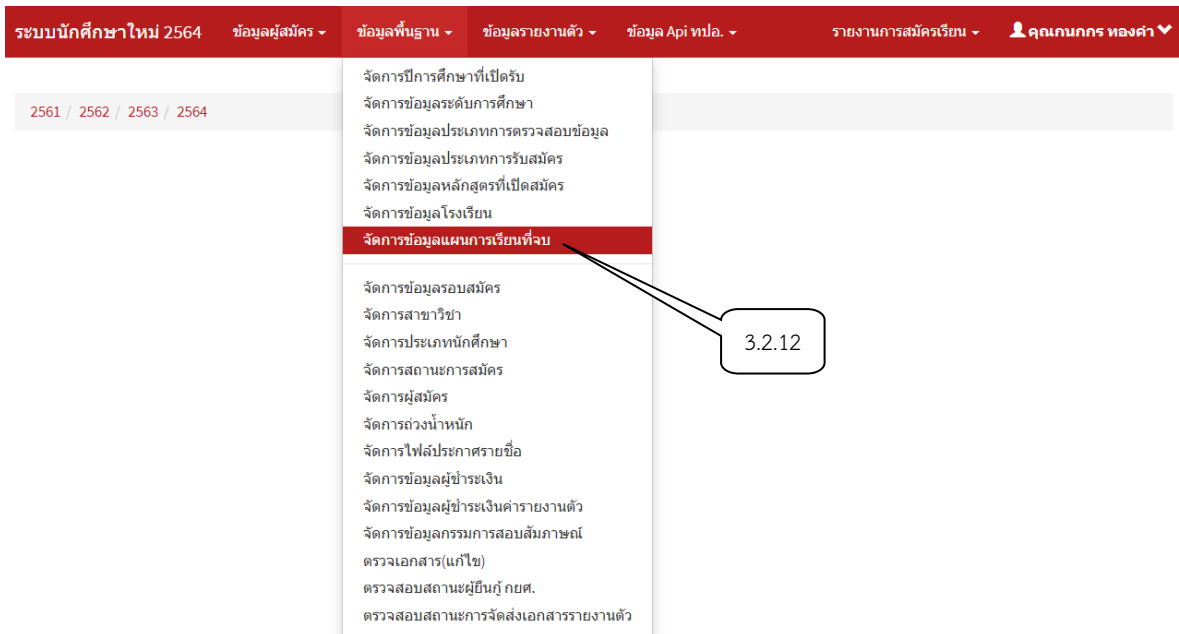 ระบบนักศึกษาใหม่ 2564 ข้อมูลผู้สมัคร ข้อมูลพื้นฐาน ข้อมูลรายงานตัว ข้อมูล Api ทปอ. รายงานการสมัครเรียน คุณกนกกร ทองคำ
2561 / 2562 / 2563 / 2564
จัดการปีการศึกษาที่เปิดรับ
จัดการข้อมูลระดับการศึกษา
จัดการข้อมูลประเภทการตรวจสอบข้อมูล
จัดการข้อมูลประเภทการรับสมัคร
จัดการข้อมูลหลักสูตรที่เปิดสมัคร
จัดการข้อมูลโรงเรียน
จัดการข้อมูลแผนการเรียนที่จบ
จัดการข้อมูลรอบสมัคร
จัดการสาขาวิชา
จัดการประเภทนักศึกษา
จัดการสถานะการสมัคร
จัดการผู้สมัคร
จัดการถ่วงน้ำหนัก
จัดการไฟล์ประกาศรายชื่อ
จัดการข้อมูลผู้ชำระเงิน
จัดการข้อมูลผู้ชำระเงินค่ารายงานตัว
จัดการข้อมูลกรรมการสอบสัมภาษณ์
ตรวจเอกสาร(แก้ไข)
ตรวจสอบสถานะผู้ยืนกู้ กยศ.
ตรวจสอบสถานะการจัดส่งเอกสารรายงานตัว
3.2.12